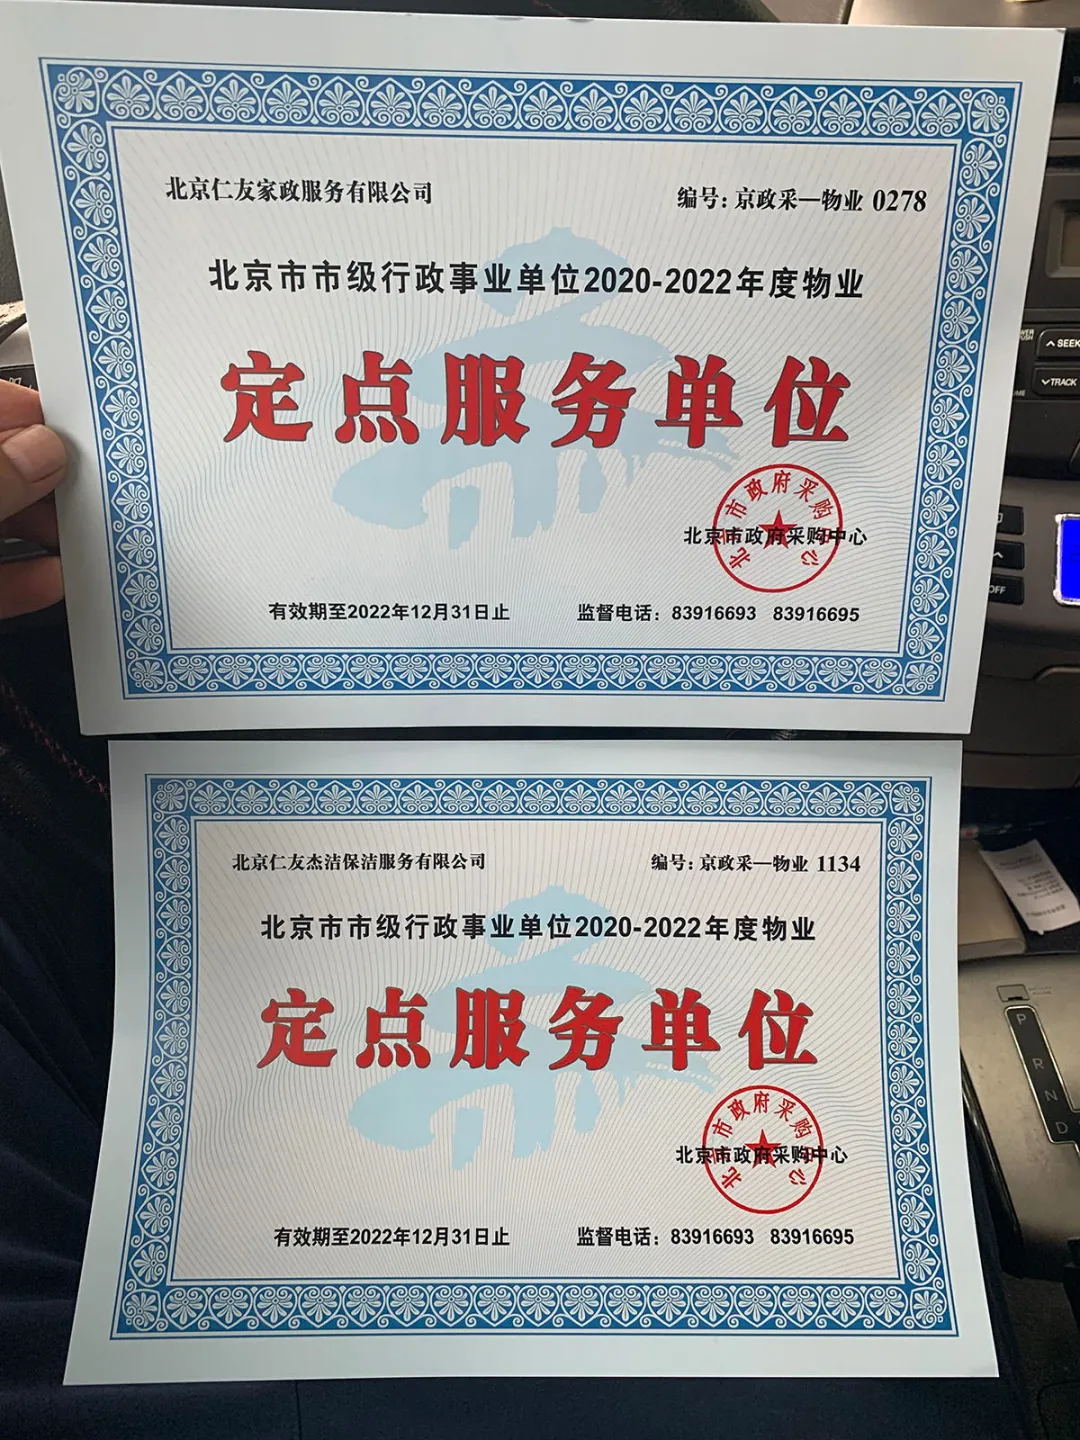 北京仁友家政服务有限公司
编号: 京政采—物业 0278
北京市市级行政事业单位2020-2022年度物业
定点服务单位
北京市政府采购中心
北京市政府采购中心
有效期至2022年12月31日止
监督电话: 83916693 83916695
SEEK
TRACK
OFF
北京仁友杰洁保洁服务有限公司
编号: 京政采—物业 1134
北京市市级行政事业单位2020-2022年度物业
定点服务单位
北京市政府采购中心
北京市政府采购中心
有效期至2022年12月31日止
监督电话: 83916693 83916695
P
R
N
D